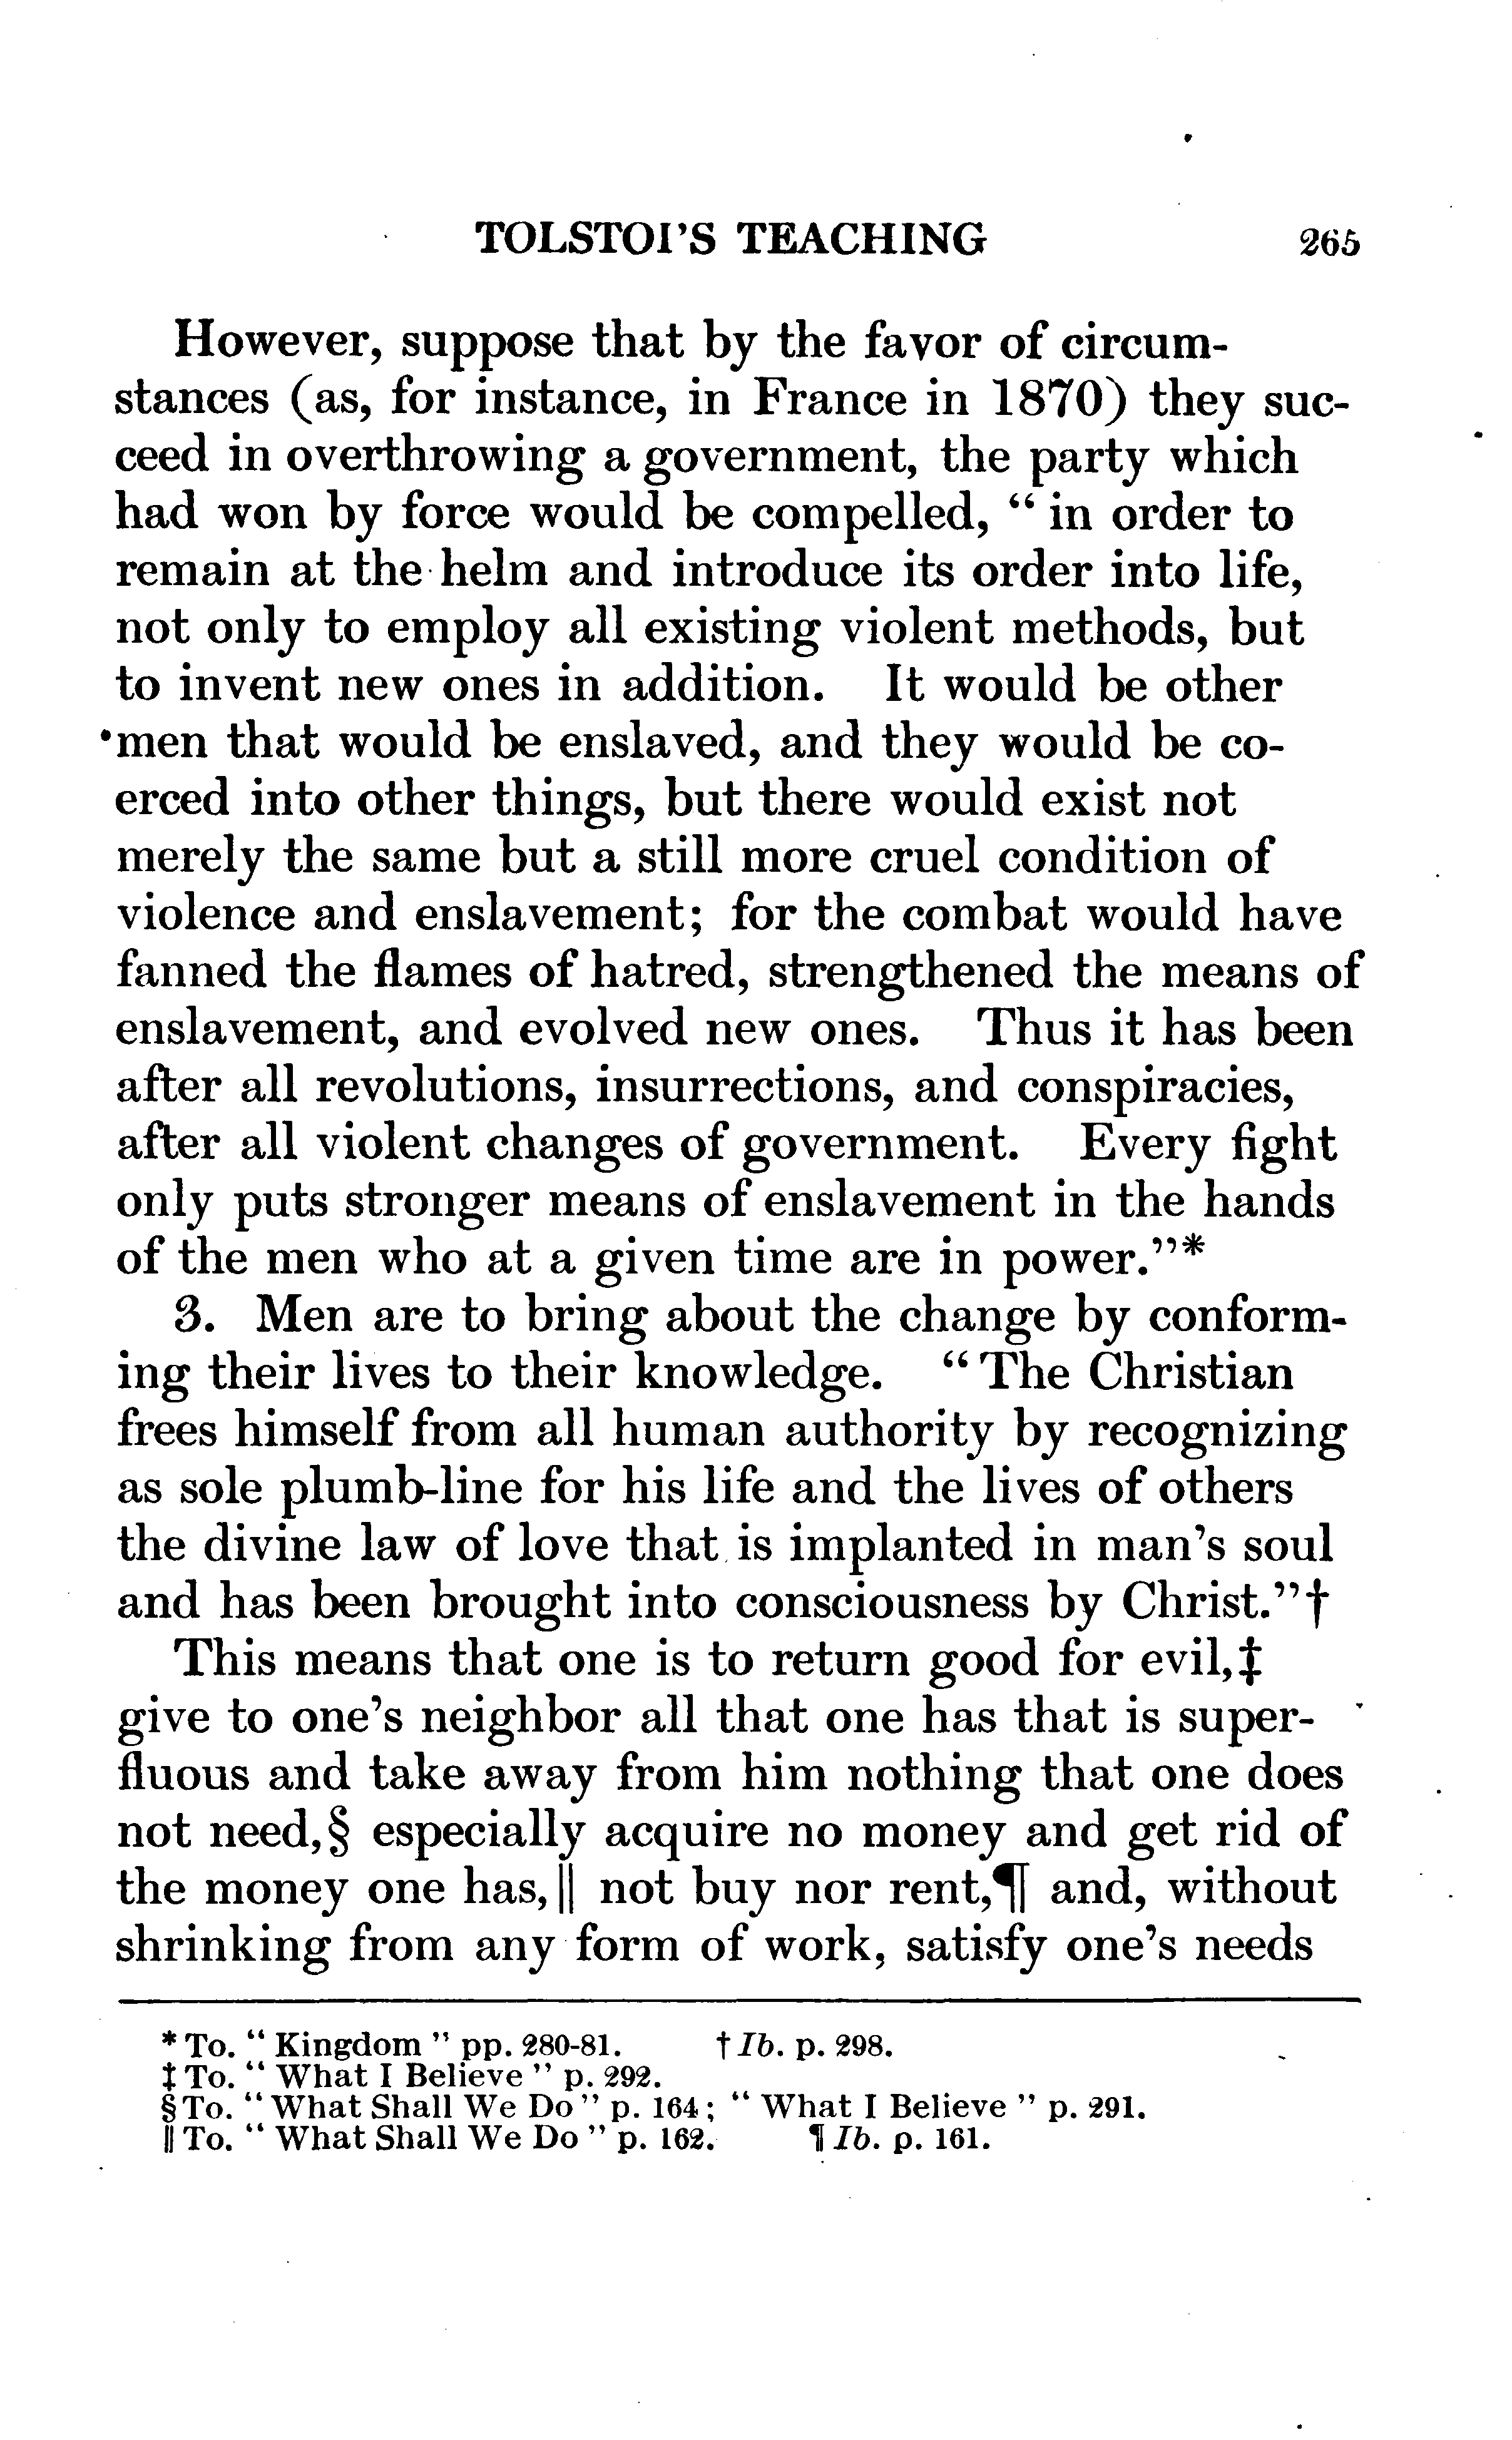 TOLSTOI'S TEACHING 265
However, suppose that by the favor of circum-
stances (as, for instance, in France in 1870) they suc-
ceed in overthrowing a government, the party which
had won by force would be compelled, “ in order to
remain at the helm and introduce its order into life,
not only to employ all existing violent methods, but
to invent new ones in addition. It would be other
men that would be enslaved, and they would be co-
erced into other things, but there would exist not
merely the same but a still more cruel condition of
violence and enslavement; for the combat would have
fanned the flames of hatred, strengthened the means of
enslavement, and evolved new ones. Thus it has been
after all revolutions, insurrections, and conspiracies,
after all violent changes of government. Every fight
only puts stronger means of enslavement in the hands
of the men who at a given time are in power.”*
3. Men are to bring about the change by conform-
ing their lives to their knowledge. “ The Christian
frees himself from all human authority by recognizing
as sole plumb-line for his life and the lives of others
the divine law of love that is implanted in man's soul
and has been brought into consciousness by Christ.”†
This means that one is to return good for evil,‡
give to one's neighbor all that one has that is super-
fluous and take away from him nothing that one does
not need,§ especially acquire no money and get rid of
the money one has,‖ not buy nor rent,¶ and, without
shrinking from any form of work, satisfy one's needs
* To. “ Kingdom ” pp. 280-81. † Ib. p. 298.
‡ To. “ What I Believe ” p. 292.
§ To. “ What Shall We Do ” p. 164; “ What I Believe ” p. 291.
‖ To. “ What Shall We Do ” p. 162. ¶ Ib. p. 161.